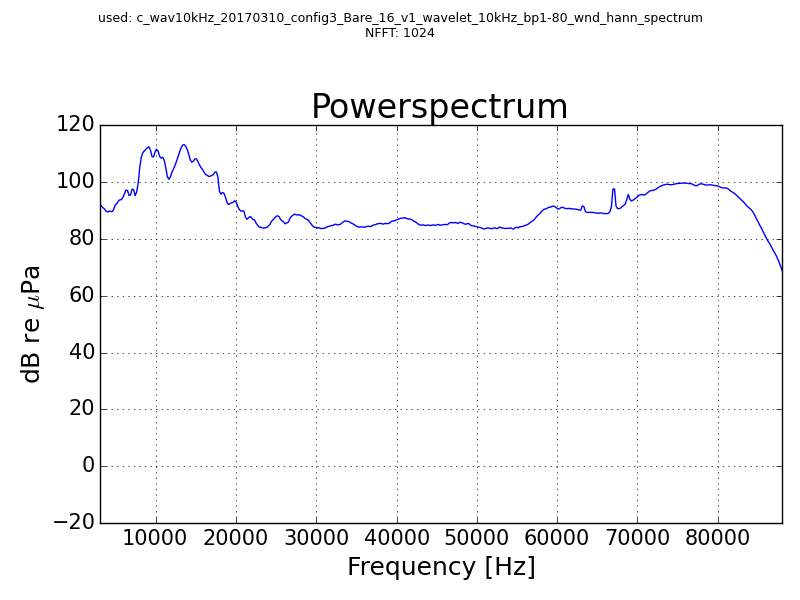 used: c_wav10kHz_20170310_config3_Bare_16_v1_wavelet_10kHz_bp1-80_wnd_hann_spectrum
NFFT: 1024
Powerspectrum
120
100
80
60
40
20
0
−20
dB re μPa
10000 20000 30000 40000 50000 60000 70000 80000
Frequency [Hz]